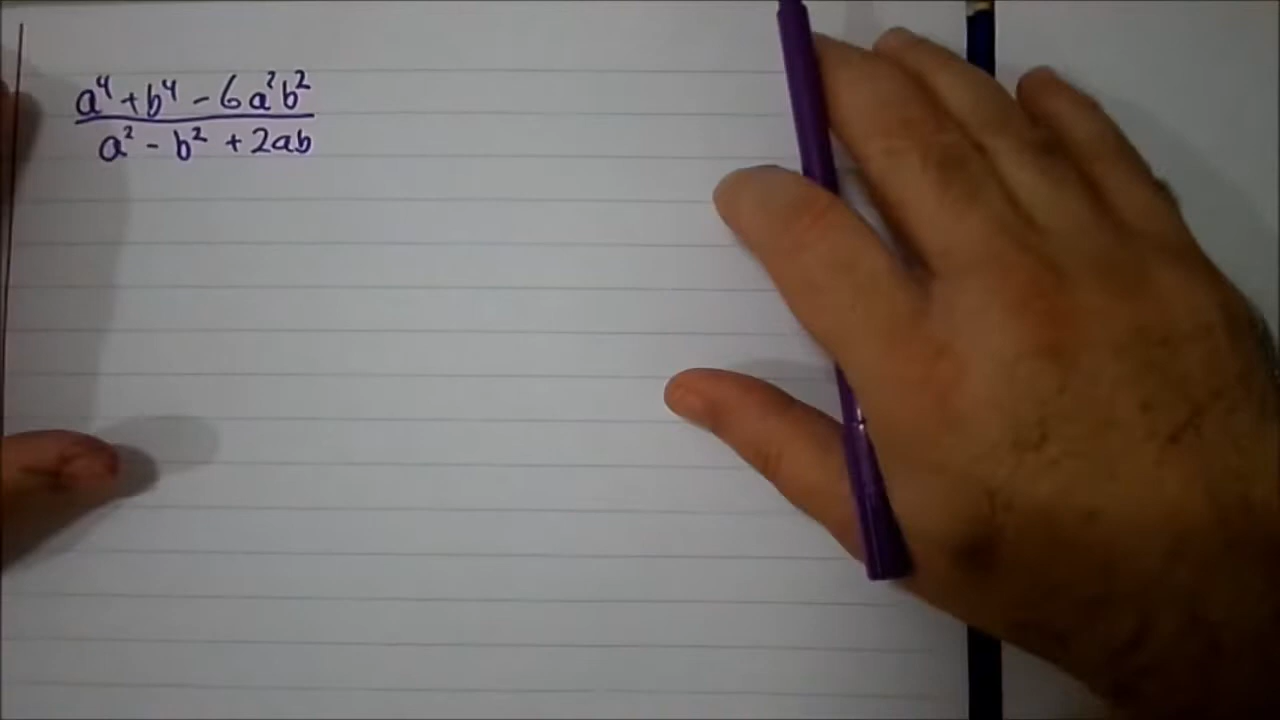 a⁴ + b⁴ - 6a²b²
a² - b² + 2ab